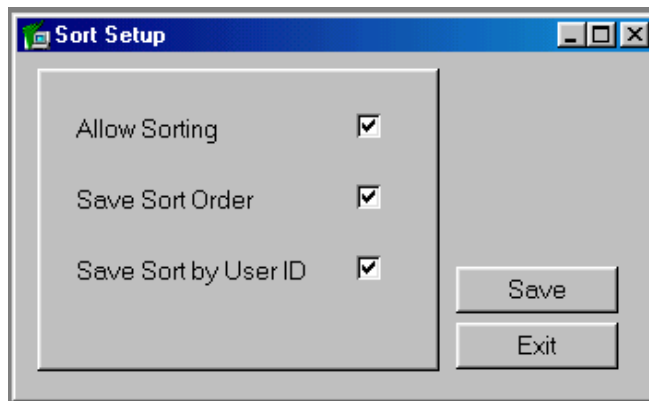 Sort Setup
Allow Sorting
Save Sort Order
Save Sort by User ID
Save
Exit